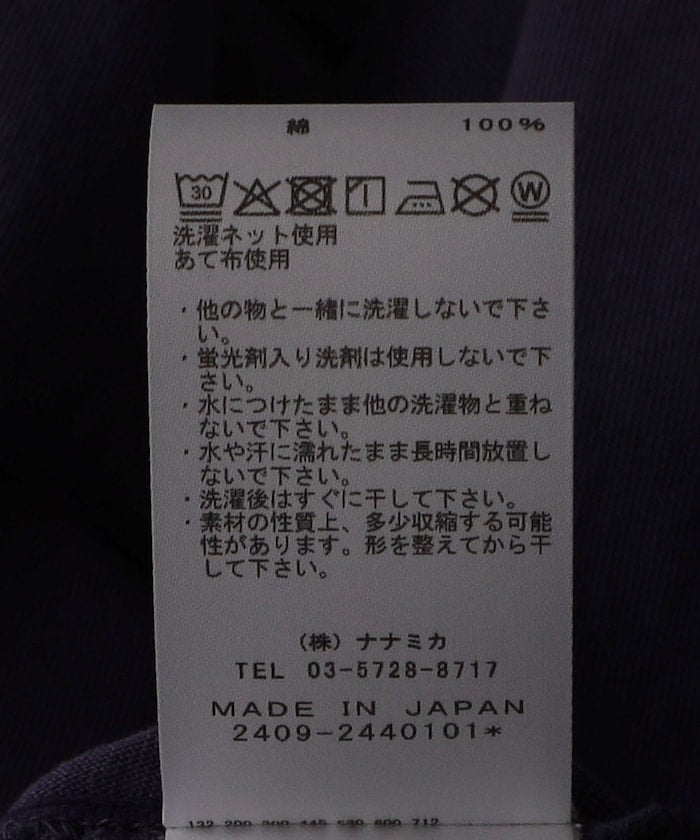 綿 100%
30 W
洗濯ネット使用
あて布使用
・他の物と一緒に洗濯しないで下さ
い。
・蛍光剤入り洗剤は使用しないで下
さい。
・水につけたまま他の洗濯物と重ね
ないで下さい。
・水や汗に濡れたまま長時間放置し
ないで下さい。
・洗濯後はすぐに干して下さい。
・素材の性質上、多少収縮する可能
性があります。形を整えてから干
して下さい。
(株)ナナミカ
TEL 03-5728-8717
MADE IN JAPAN
2409-2440101*